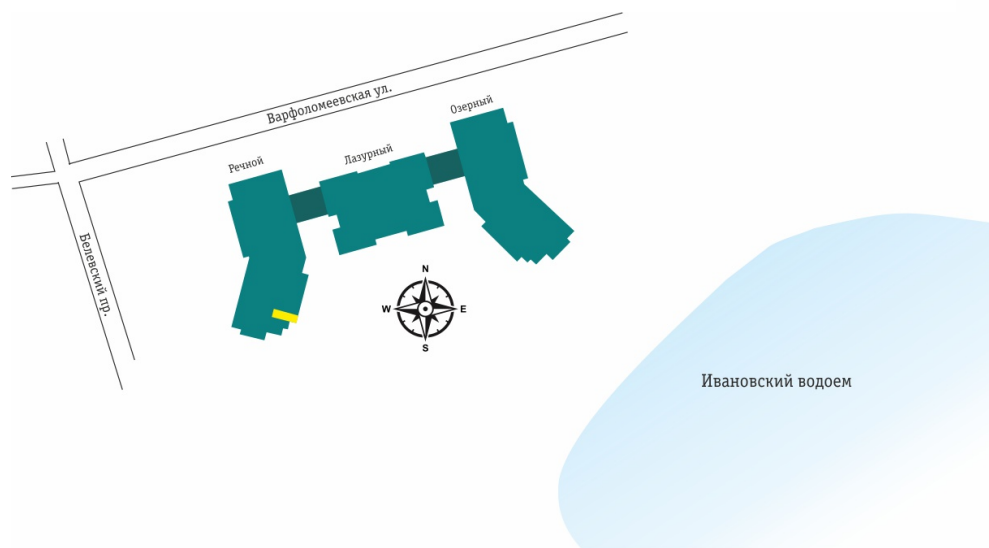 Варфоломеевская ул.
Озерный
Лазурный
Речной
Белевский пр.
N
W
E
S
Ивановский водоем